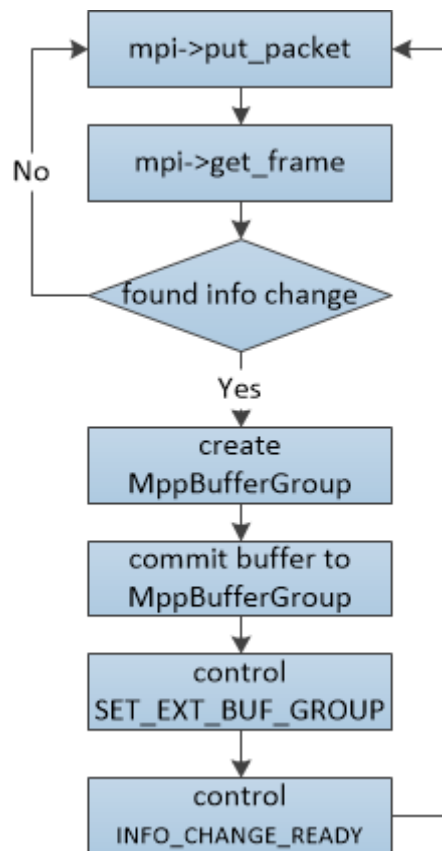 mpi->put_packet
mpi->get_frame
No
found info change
Yes
create
MppBufferGroup
commit buffer to
MppBufferGroup
control
SET_EXT_BUF_GROUP
control
INFO_CHANGE_READY